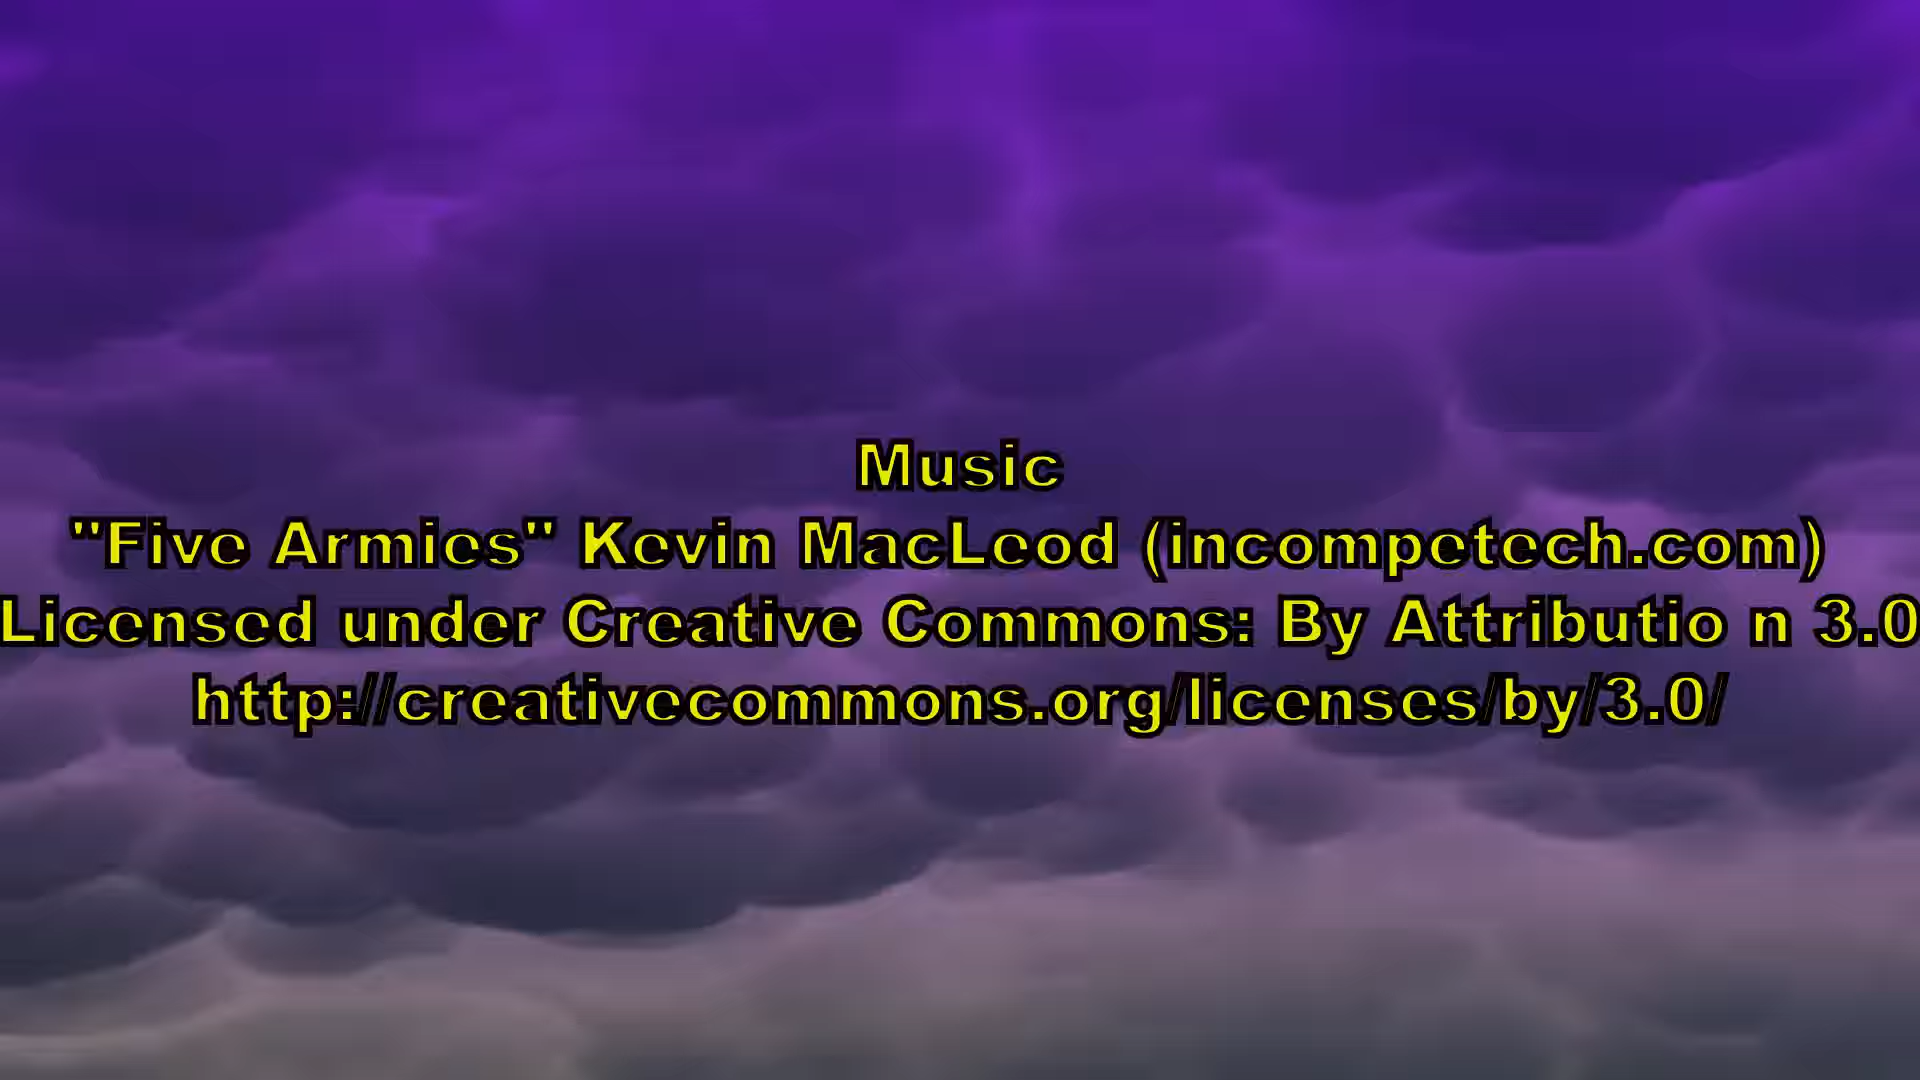 Music
"Five Armies" Kevin MacLeod (incompetech.com)
Licensed under Creative Commons: By Attributio n 3.0
http://creativecommons.org/licenses/by/3.0/